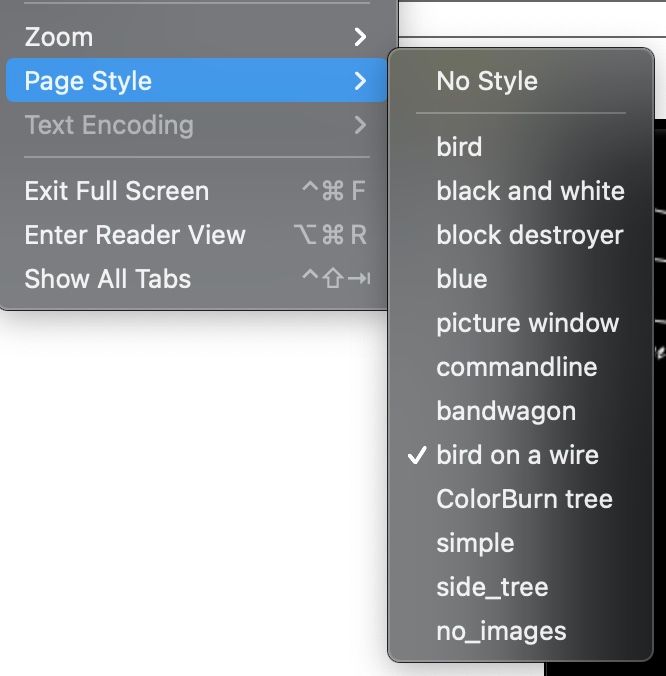 Zoom
Page Style
Text Encoding
Exit Full Screen ^⌘ F
Enter Reader View ⌥⌘ R
Show All Tabs ^⇧⇥
No Style
bird
black and white
block destroyer
blue
picture window
commandline
bandwagon
✓ bird on a wire
ColorBurn tree
simple
side_tree
no_images